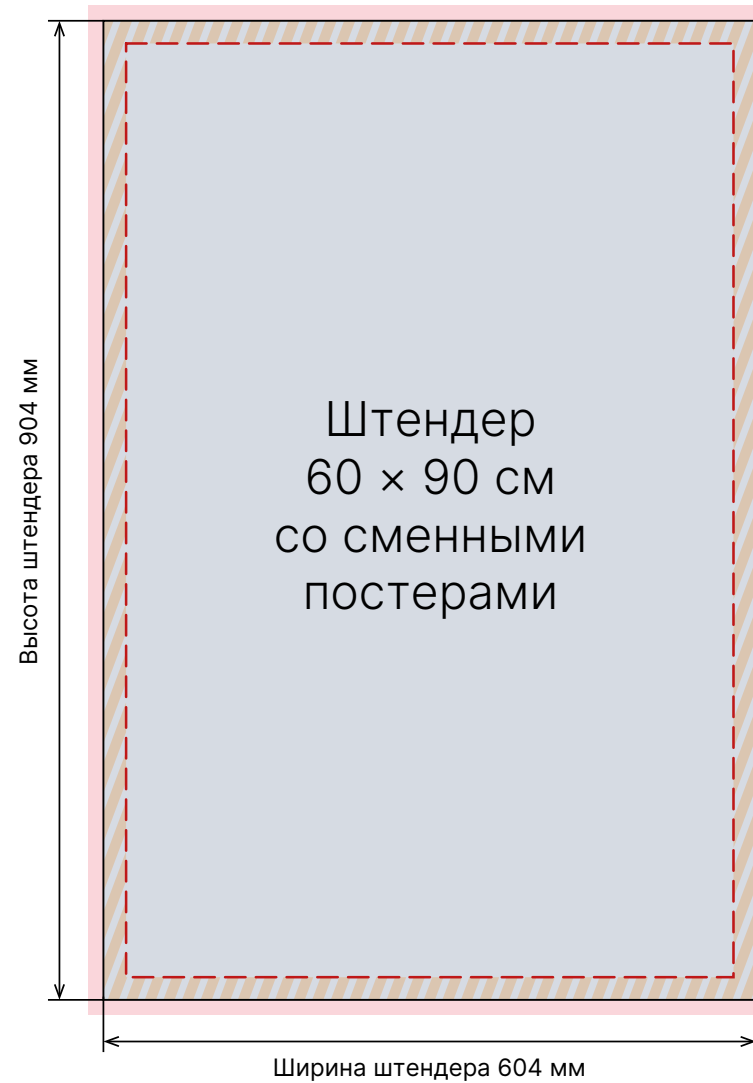 Высота штендера 904 мм
Штендер
60 × 90 см
со сменными
постерами
Ширина штендера 604 мм